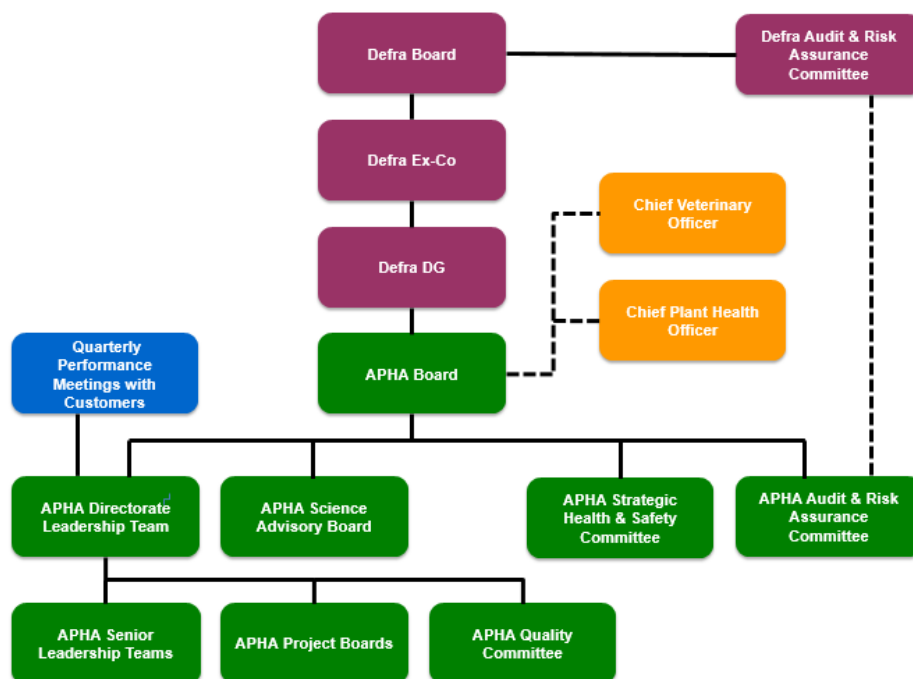 Defra Board
Defra Audit & Risk
Assurance
Committee
Defra Ex-Co
Chief Veterinary
Officer
Defra DG
Chief Plant Health
Officer
Quarterly
Performance
Meetings with
Customers
APHA Board
APHA Directorate
Leadership Team
APHA Science
Advisory Board
APHA Strategic
Health & Safety
Committee
APHA Audit & Risk
Assurance
Committee
APHA Senior
Leadership Teams
APHA Project Boards
APHA Quality
Committee